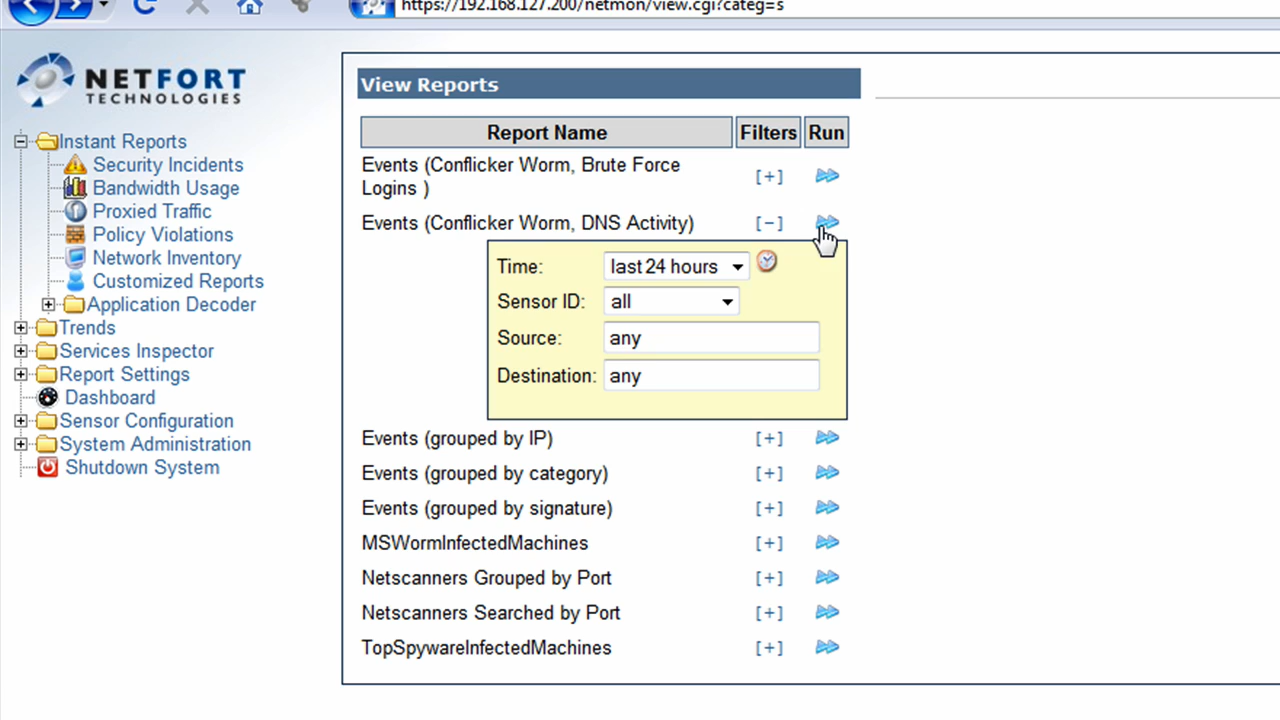 https://192.168.127.200/netmon/view.cgi?categ=s
NETFORT
TECHNOLOGIES
Instant Reports
Security Incidents
Bandwidth Usage
Proxied Traffic
Policy Violations
Network Inventory
Customized Reports
Application Decoder
Trends
Services Inspector
Report Settings
Dashboard
Sensor Configuration
System Administration
Shutdown System
View Reports
Report Name Filters Run
Events (Conflicker Worm, Brute Force
Logins ) [+]
Events (Conflicker Worm, DNS Activity) [−]
Time: last 24 hours
Sensor ID: all
Source: any
Destination: any
Events (grouped by IP) [+]
Events (grouped by category) [+]
Events (grouped by signature) [+]
MSWormInfectedMachines [+]
Netscanners Grouped by Port [+]
Netscanners Searched by Port [+]
TopSpywareInfectedMachines [+]